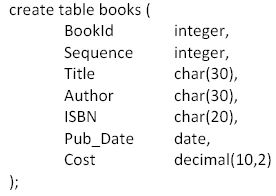 create table books (
BookId integer,
Sequence integer,
Title char(30),
Author char(30),
ISBN char(20),
Pub_Date date,
Cost decimal(10,2)
);